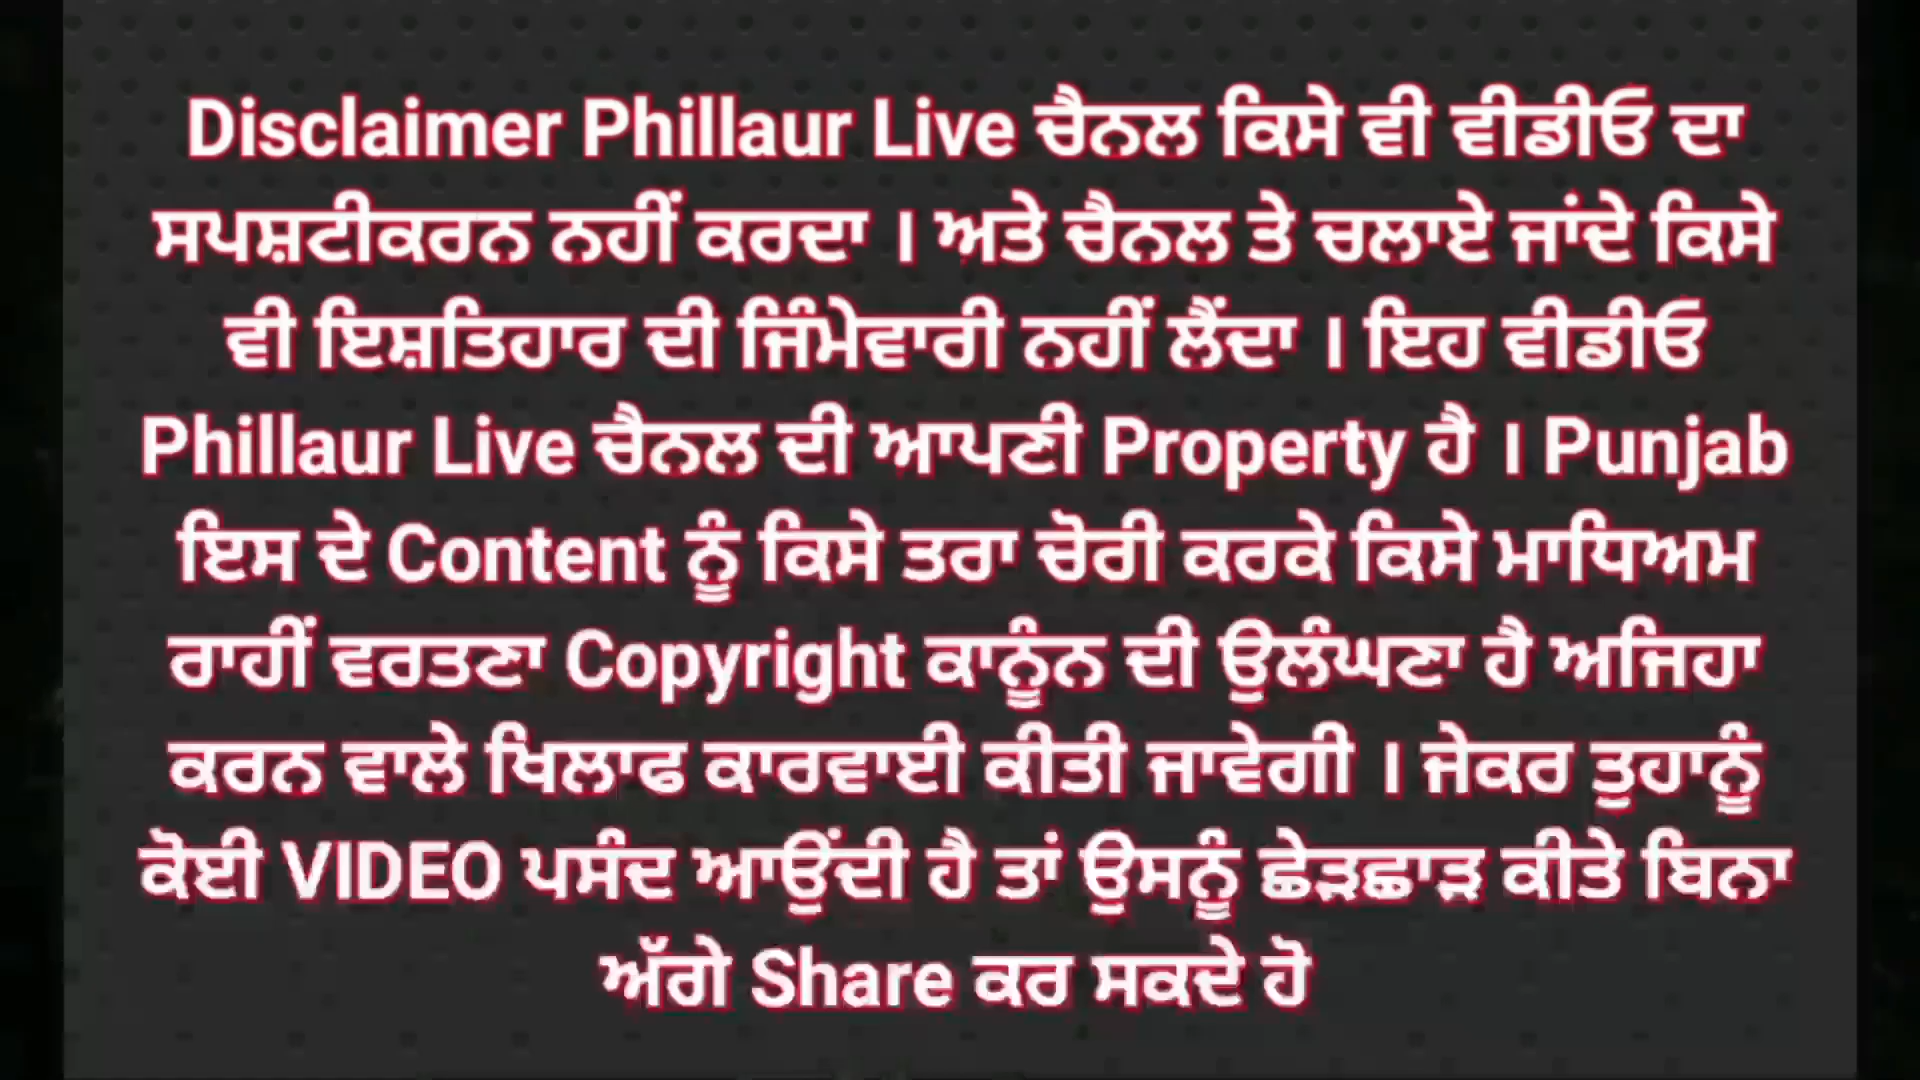 Disclaimer Phillaur Live ਚੈਨਲ ਕਿਸੇ ਵੀ ਵੀਡੀਓ ਦਾ
ਸਪਸ਼ਟੀਕਰਨ ਨਹੀਂ ਕਰਦਾ । ਅਤੇ ਚੈਨਲ ਤੇ ਚਲਾਏ ਜਾਂਦੇ ਕਿਸੇ
ਵੀ ਇਸ਼ਤਿਹਾਰ ਦੀ ਜਿੰਮੇਵਾਰੀ ਨਹੀਂ ਲੈਂਦਾ । ਇਹ ਵੀਡੀਓ
Phillaur Live ਚੈਨਲ ਦੀ ਆਪਣੀ Property ਹੈ । Punjab
ਇਸ ਦੇ Content ਨੂੰ ਕਿਸੇ ਤਰਾ ਚੋਰੀ ਕਰਕੇ ਕਿਸੇ ਮਾਧਿਅਮ
ਰਾਹੀਂ ਵਰਤਣਾ Copyright ਕਾਨੂੰਨ ਦੀ ਉਲੰਘਣਾ ਹੈ ਅਜਿਹਾ
ਕਰਨ ਵਾਲੇ ਖਿਲਾਫ ਕਾਰਵਾਈ ਕੀਤੀ ਜਾਵੇਗੀ । ਜੇਕਰ ਤੁਹਾਨੂੰ
ਕੋਈ VIDEO ਪਸੰਦ ਆਉਂਦੀ ਹੈ ਤਾਂ ਉਸਨੂੰ ਛੇੜਛਾੜ ਕੀਤੇ ਬਿਨਾ
ਅੱਗੇ Share ਕਰ ਸਕਦੇ ਹੋ